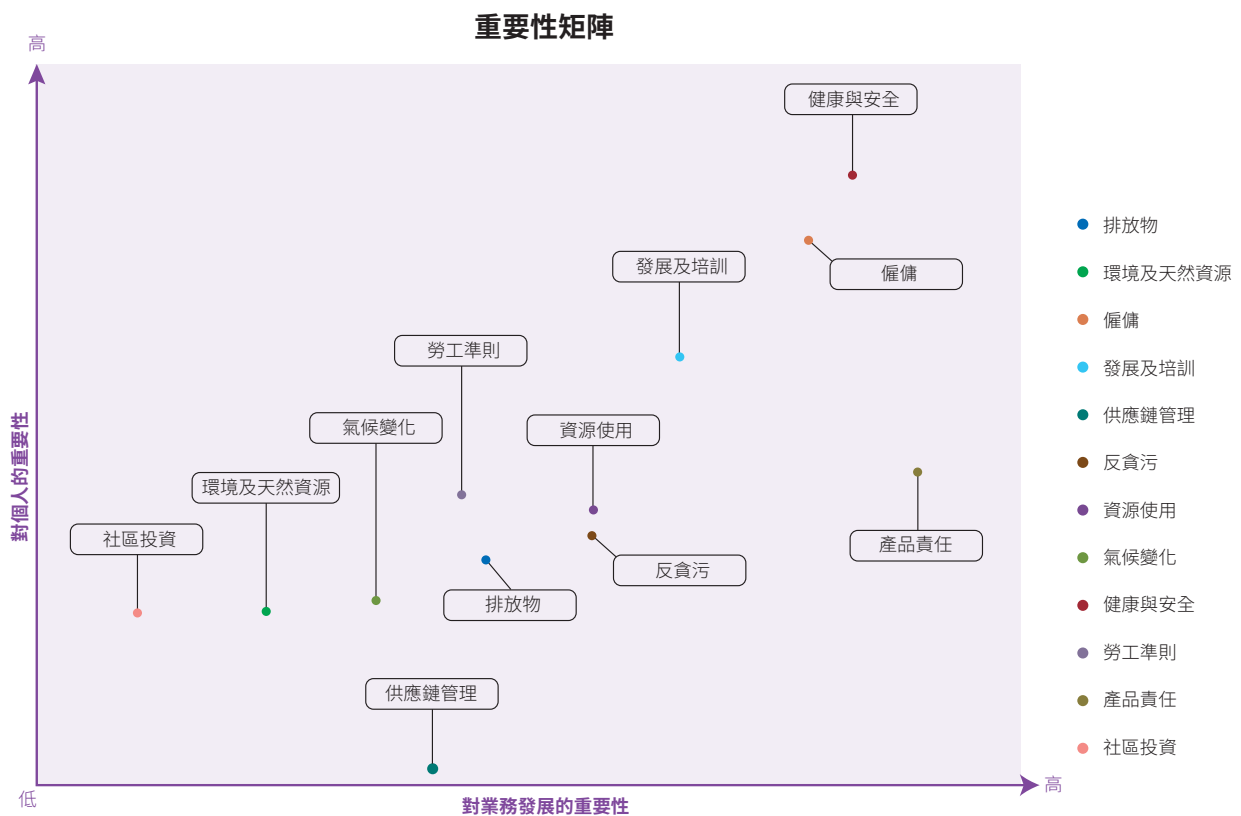 重要性矩陣
高
健康與安全
僱傭
發展及培訓
勞工準則
氣候變化
資源使用
環境及天然資源
社區投資
產品責任
反貪污
排放物
供應鏈管理
對個人的重要性
低
對業務發展的重要性
高
排放物
環境及天然資源
僱傭
發展及培訓
供應鏈管理
反貪污
資源使用
氣候變化
健康與安全
勞工準則
產品責任
社區投資